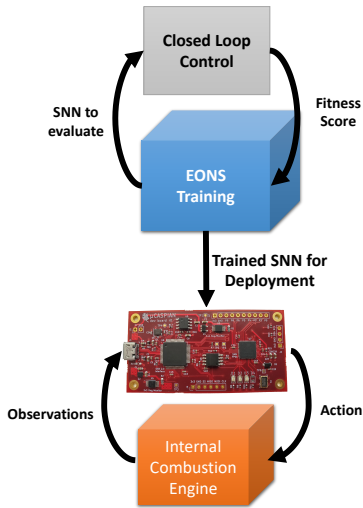 Closed Loop
Control
SNN to
evaluate
Fitness
Score
EONS
Training
Trained SNN for
Deployment
µCASPIAN
Observations
Action
Internal
Combustion
Engine